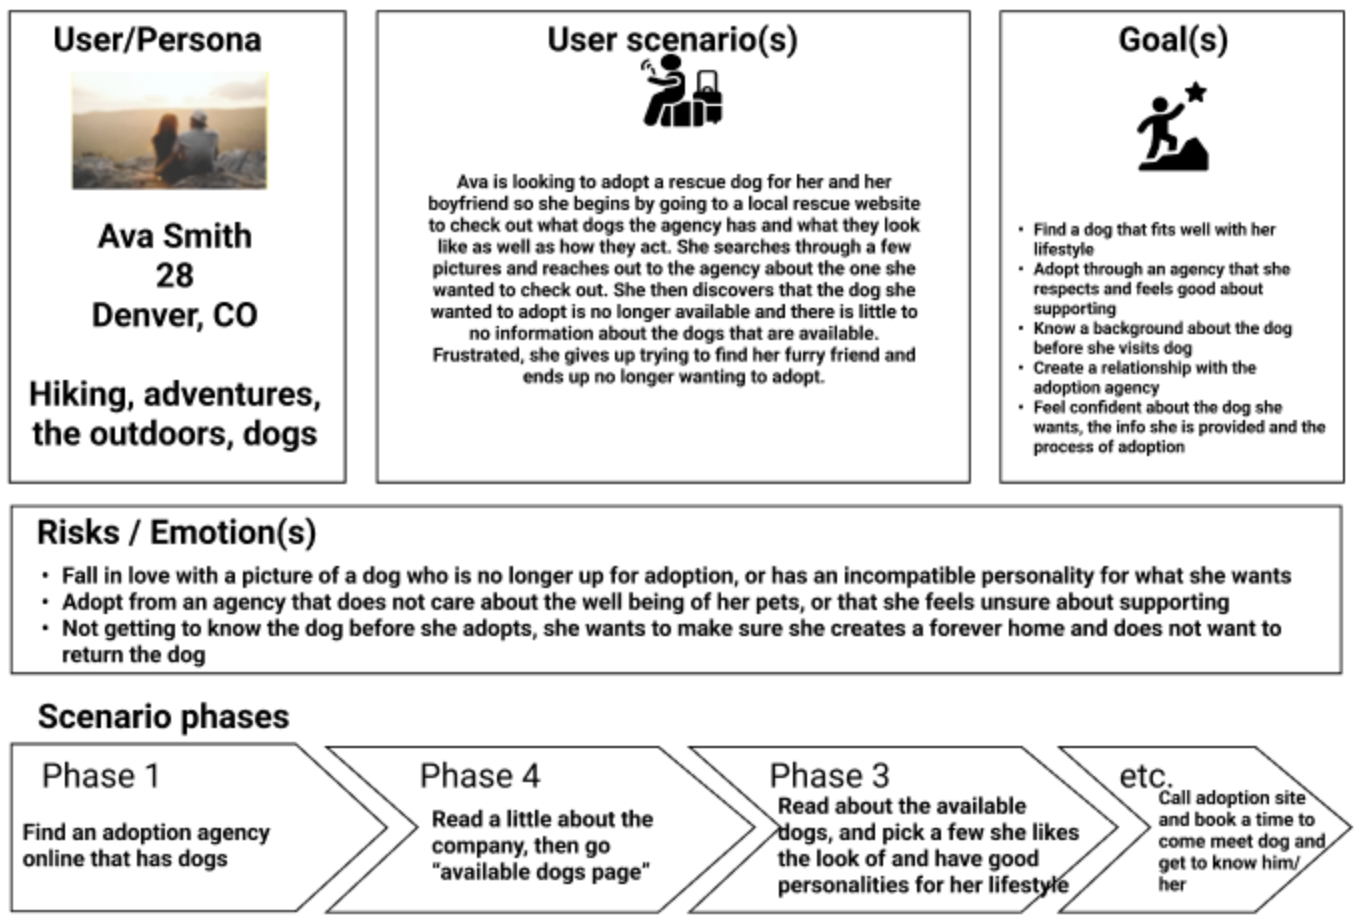 User/Persona
Ava Smith
28
Denver, CO
Hiking, adventures,
the outdoors, dogs
User scenario(s)
Ava is looking to adopt a rescue dog for her and her
boyfriend so she begins by going to a local rescue website
to check out what dogs the agency has and what they look
like as well as how they act. She searches through a few
pictures and reaches out to the agency about the one she
wanted to check out. She then discovers that the dog she
wanted to adopt is no longer available and there is little to
no information about the dogs that are available.
Frustrated, she gives up trying to find her furry friend and
ends up no longer wanting to adopt.
Goal(s)
• Find a dog that fits well with her
lifestyle
• Adopt through an agency that she
respects and feels good about
supporting
• Know a background about the dog
before she visits dog
• Create a relationship with the
adoption agency
• Feel confident about the dog she
wants, the info she is provided and the
process of adoption
Risks / Emotion(s)
• Fall in love with a picture of a dog who is no longer up for adoption, or has an incompatible personality for what she wants
• Adopt from an agency that does not care about the well being of her pets, or that she feels unsure about supporting
• Not getting to know the dog before she adopts, she wants to make sure she creates a forever home and does not want to
return the dog
Scenario phases
Phase 1
Find an adoption agency
online that has dogs
Phase 4
Read a little about the
company, then go
“available dogs page”
Phase 3
Read about the available
dogs, and pick a few she likes
the look of and have good
personalities for her lifestyle
etc.
Call adoption site
and book a time to
come meet dog and
get to know him/
her